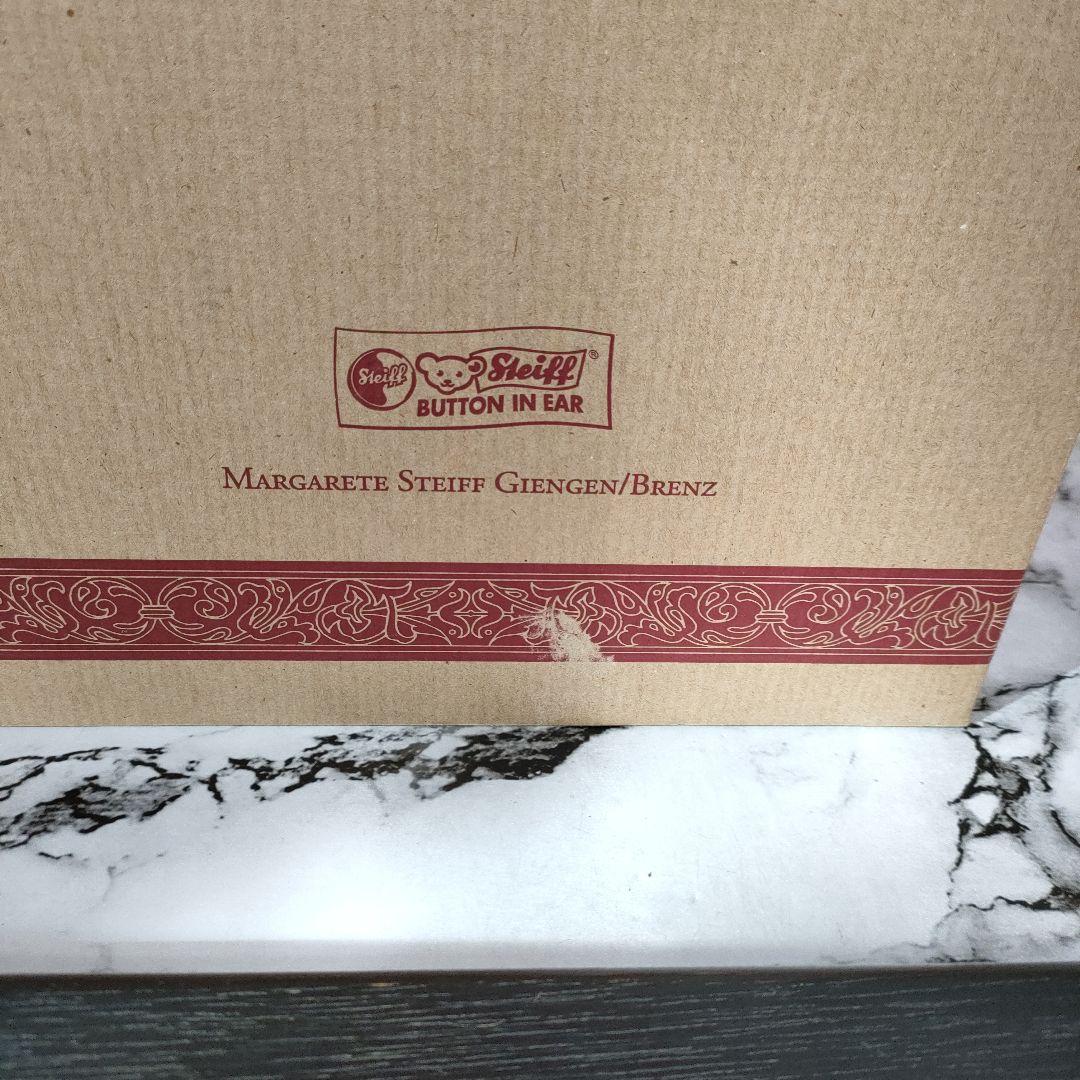 Steiff
Steiff®
BUTTON IN EAR
MARGARETE STEIFF GIENGEN/BRENZ